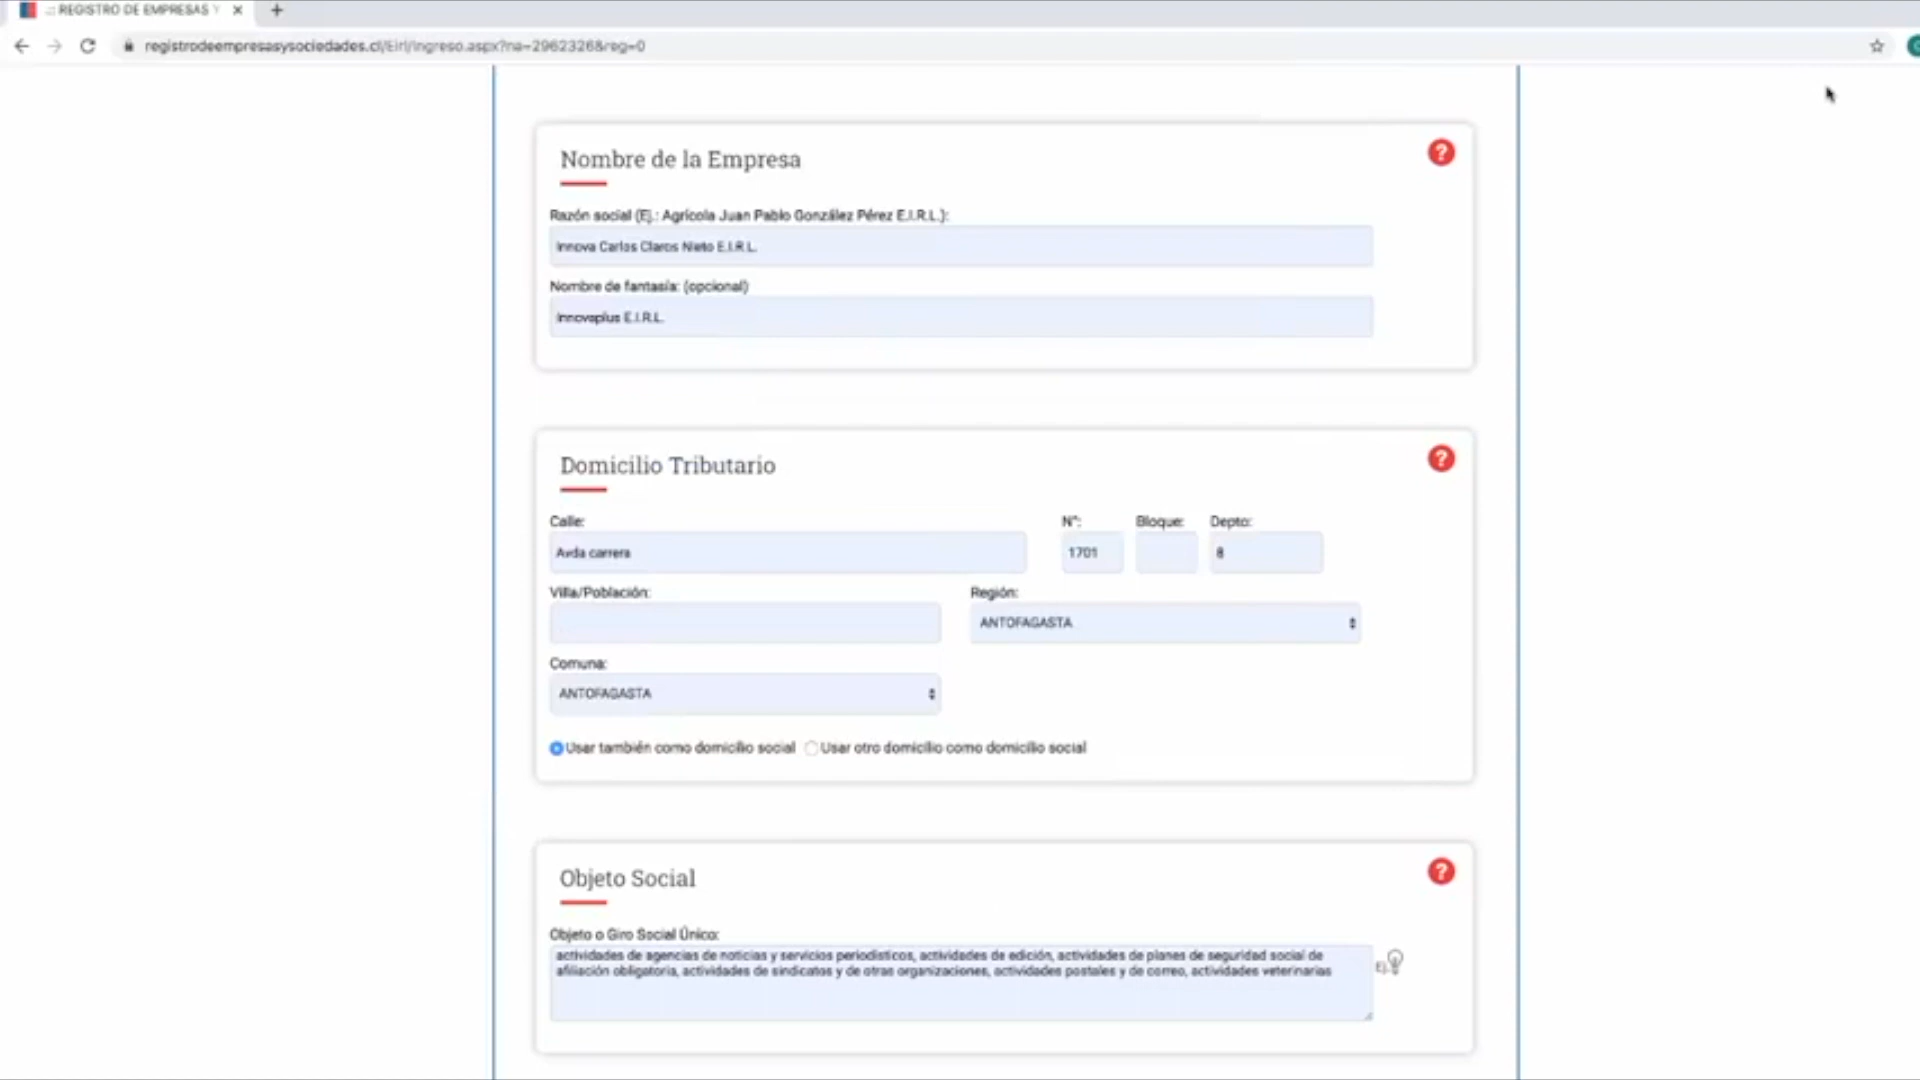 .:: REGISTRO DE EMPRESAS Y
registrodeempresasysociedades.cl/Eirl/Ingreso.aspx?na=2962326&reg=0
Nombre de la Empresa
Razón social (Ej.: Agrícola Juan Pablo González Pérez E.I.R.L.):
Innova Carlos Claros Nieto E.I.R.L.
Nombre de fantasía: (opcional)
Innovaplus E.I.R.L.
Domicilio Tributario
Calle: N°: Bloque: Depto:
Avda carrera 1701 8
Villa/Población: Región:
ANTOFAGASTA
Comuna:
ANTOFAGASTA
Usar también como domicilio social Usar otro domicilio como domicilio social
Objeto Social
Objeto o Giro Social Único:
actividades de agencias de noticias y servicios periodísticos, actividades de edición, actividades de planes de seguridad social de
afiliación obligatoria, actividades de sindicatos y de otras organizaciones, actividades postales y de correo, actividades veterinarias
Ej.